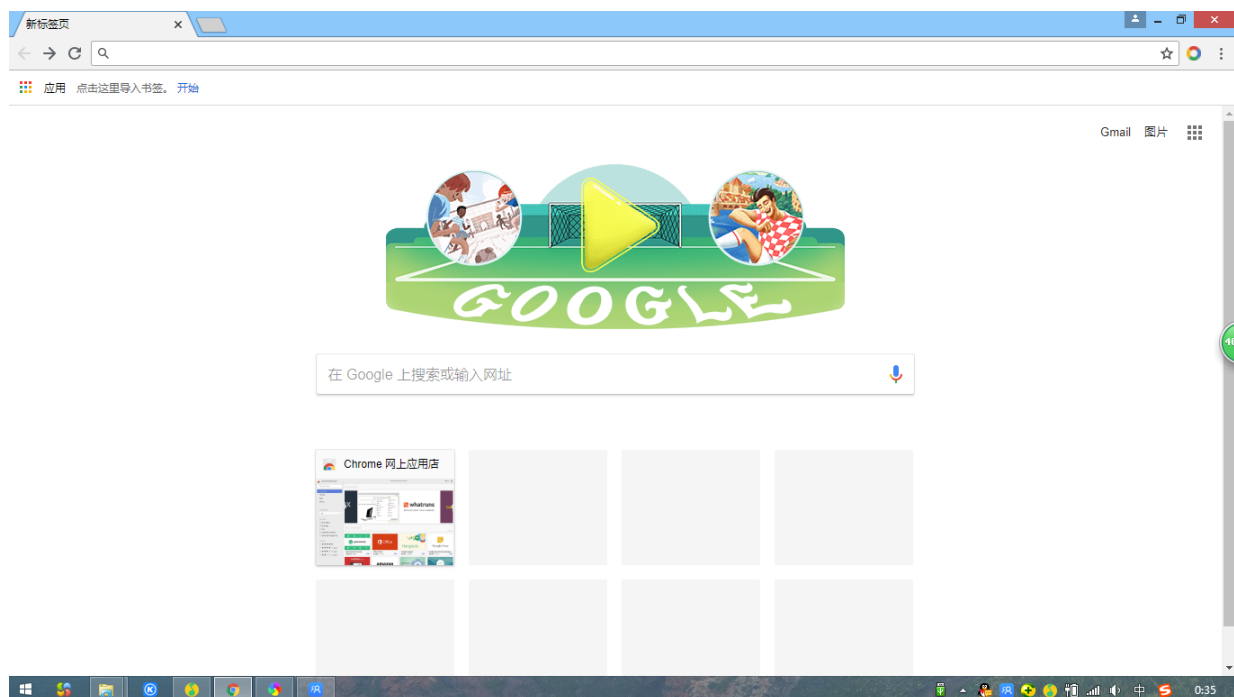 新标签页
应用 点击这里导入书签。 开始
Gmail 图片
GOOGLE
在 Google 上搜索或输入网址
Chrome 网上应用店
whatruns
Office
中
0:35